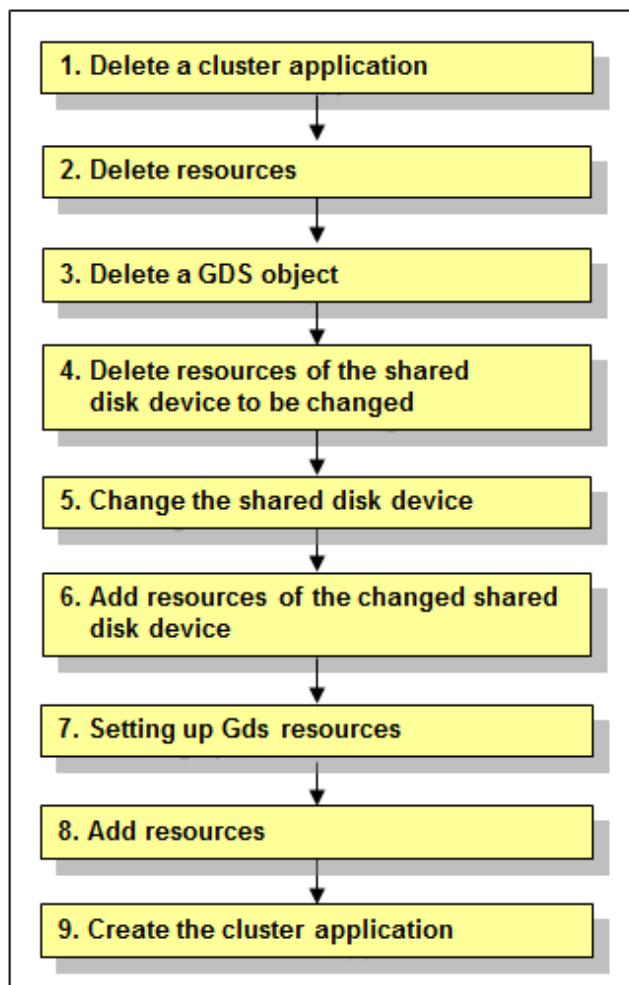 1. Delete a cluster application
2. Delete resources
3. Delete a GDS object
4. Delete resources of the shared
disk device to be changed
5. Change the shared disk device
6. Add resources of the changed shared
disk device
7. Setting up Gds resources
8. Add resources
9. Create the cluster application